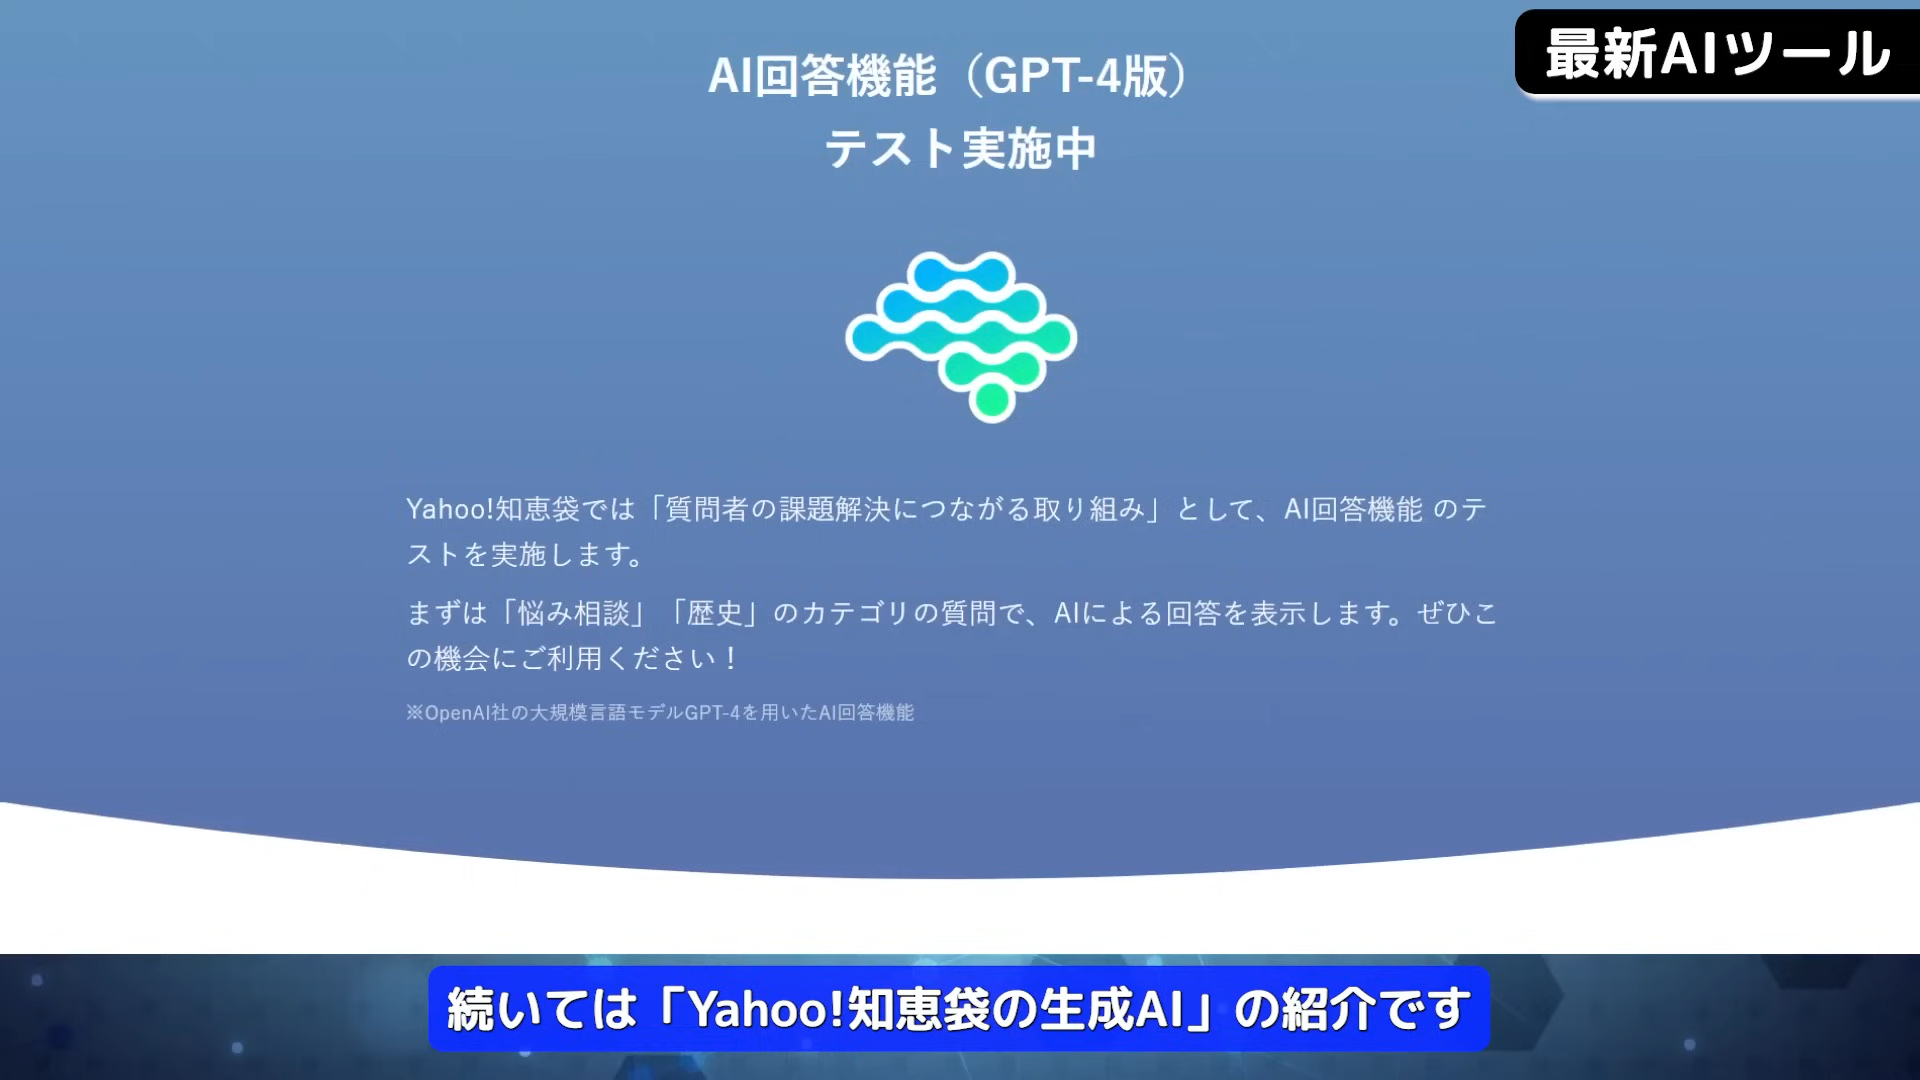 最新AIツール
AI回答機能（GPT-4版）
テスト実施中
Yahoo!知恵袋では「質問者の課題解決につながる取り組み」として、AI回答機能 のテ
ストを実施します。
まずは「悩み相談」「歴史」のカテゴリの質問で、AIによる回答を表示します。ぜひこ
の機会にご利用ください！
※OpenAI社の大規模言語モデルGPT-4を用いたAI回答機能
続いては「Yahoo!知恵袋の生成AI」の紹介です